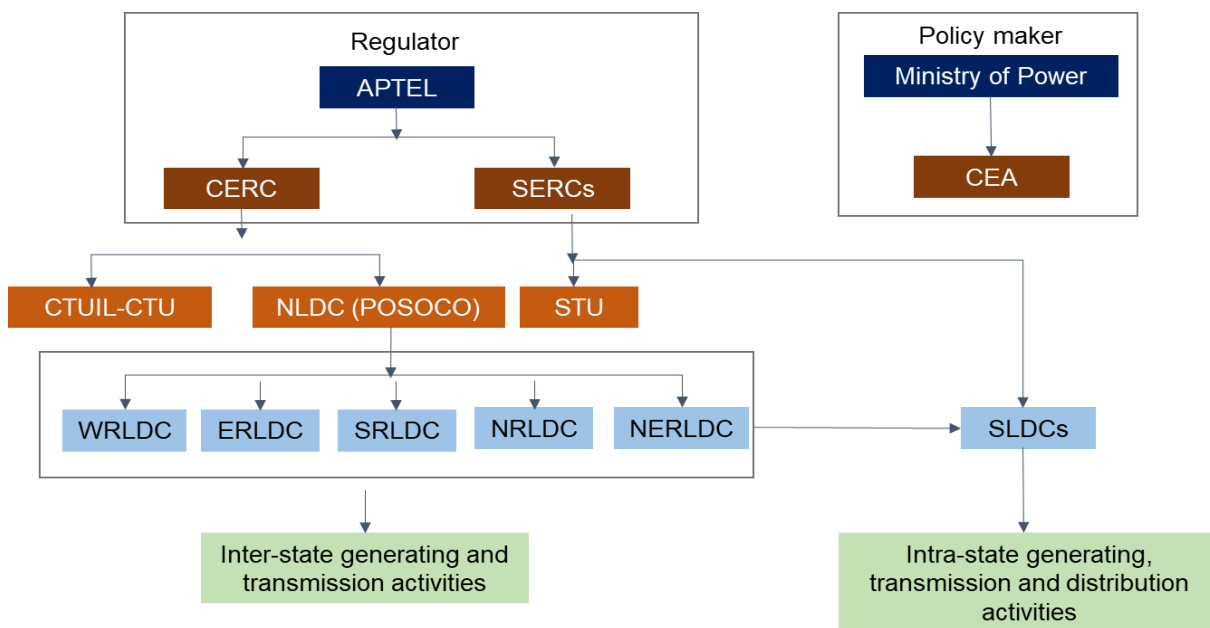 Regulator
APTEL
CERC
SERCs
Policy maker
Ministry of Power
CEA
CTUIL-CTU
NLDC (POSOCO)
STU
WRLDC
ERLDC
SRLDC
NRLDC
NERLDC
SLDCs
Inter-state generating and
transmission activities
Intra-state generating,
transmission and distribution
activities